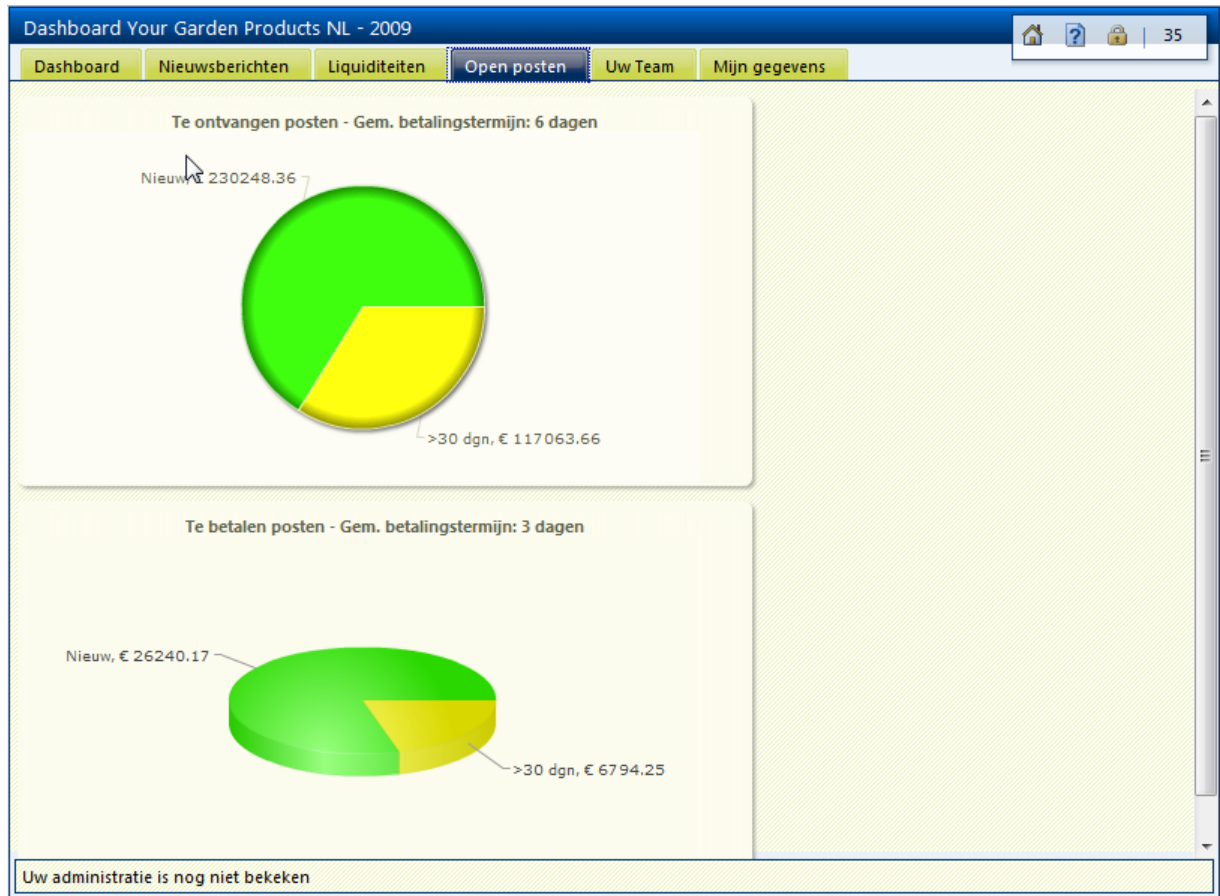 Dashboard Your Garden Products NL - 2009
35
Dashboard Nieuwsberichten Liquiditeiten Open posten Uw Team Mijn gegevens
Te ontvangen posten - Gem. betalingstermijn: 6 dagen
Nieuw, € 230248.36
>30 dgn, € 117063.66
Te betalen posten - Gem. betalingstermijn: 3 dagen
Nieuw, € 26240.17
>30 dgn, € 6794.25
Uw administratie is nog niet bekeken